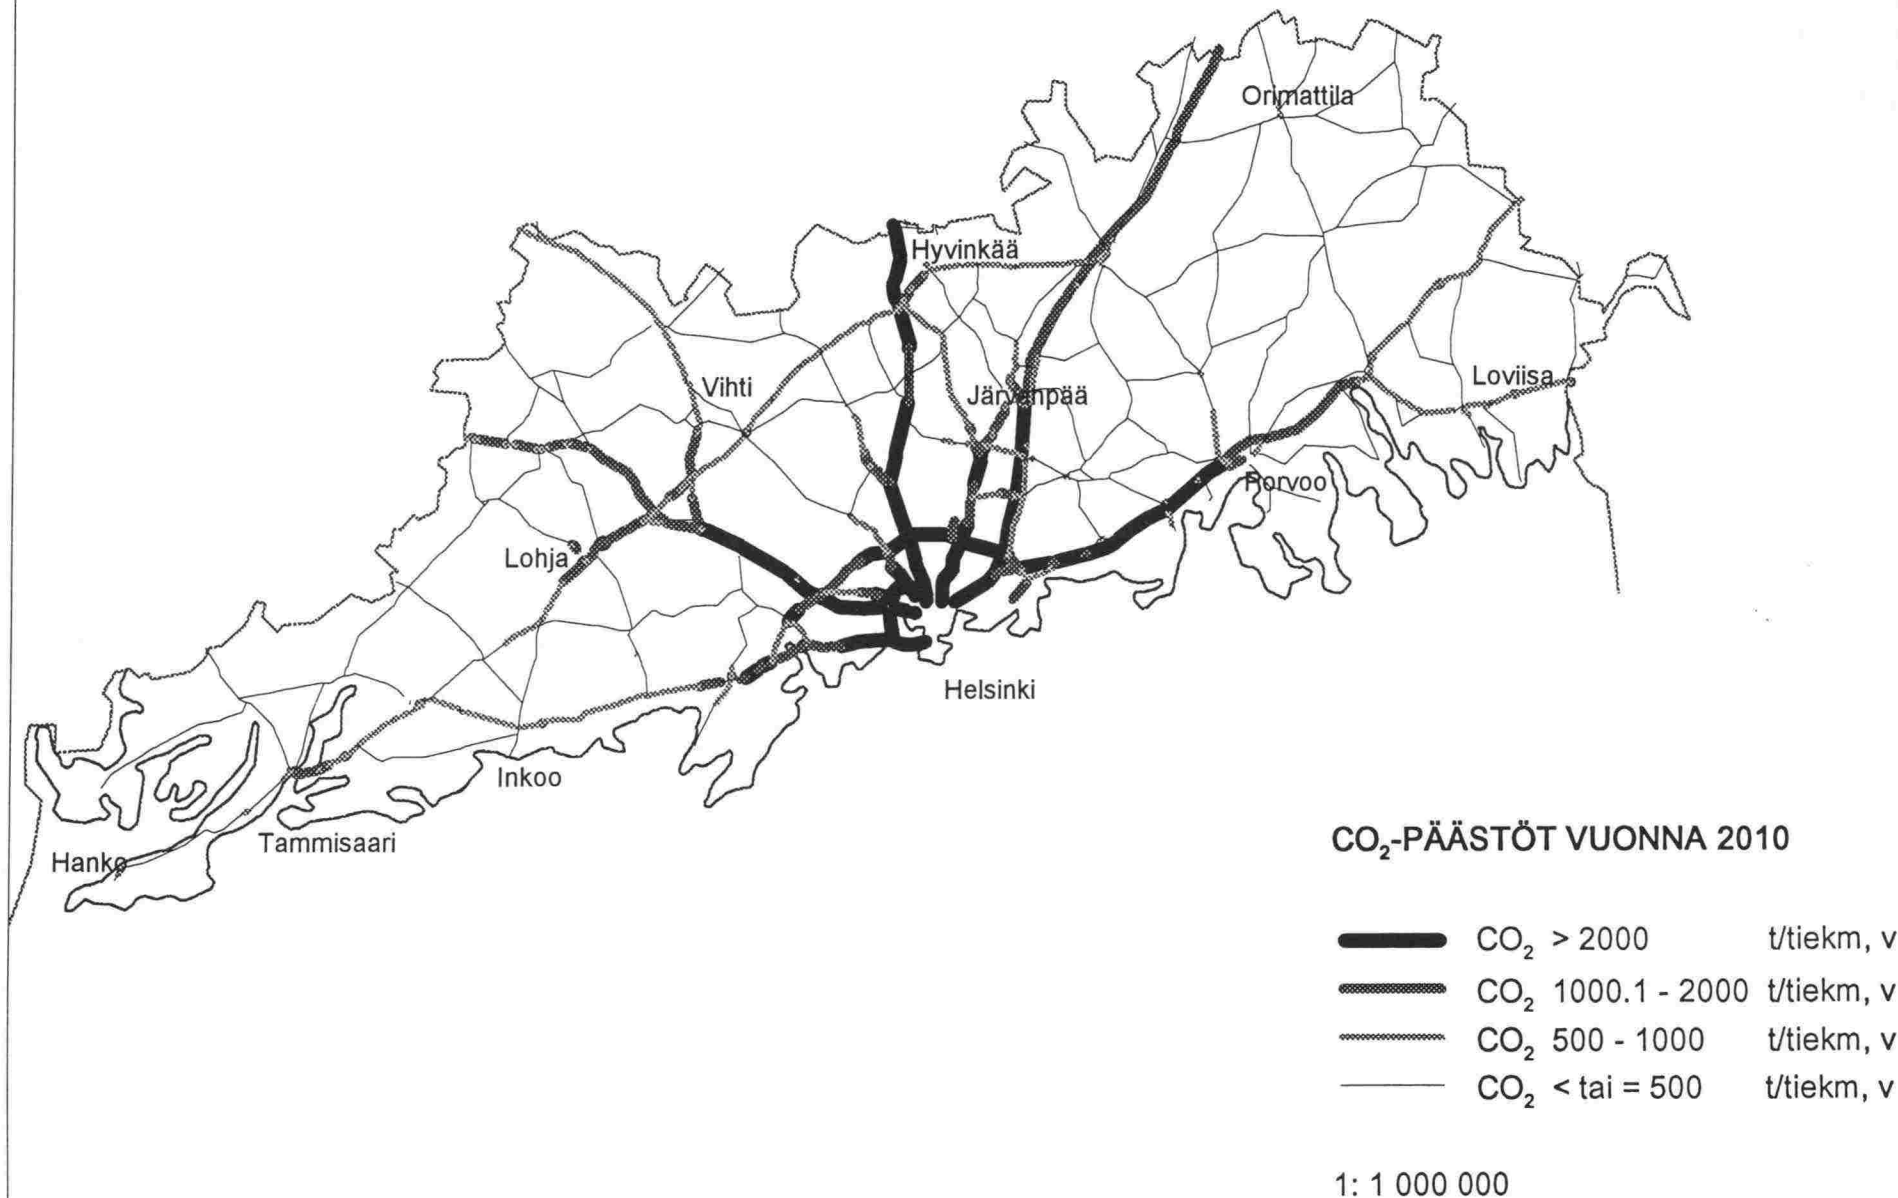 Orimattila
Hyvinkää
Vihti
Järvenpää
Loviisa
Porvoo
Lohja
Helsinki
Inkoo
Tammisaari
Hanko
CO₂-PÄÄSTÖT VUONNA 2010
CO₂ > 2000 t/tiekm, v
CO₂ 1000.1 - 2000 t/tiekm, v
CO₂ 500 - 1000 t/tiekm, v
CO₂ < tai = 500 t/tiekm, v
1: 1 000 000